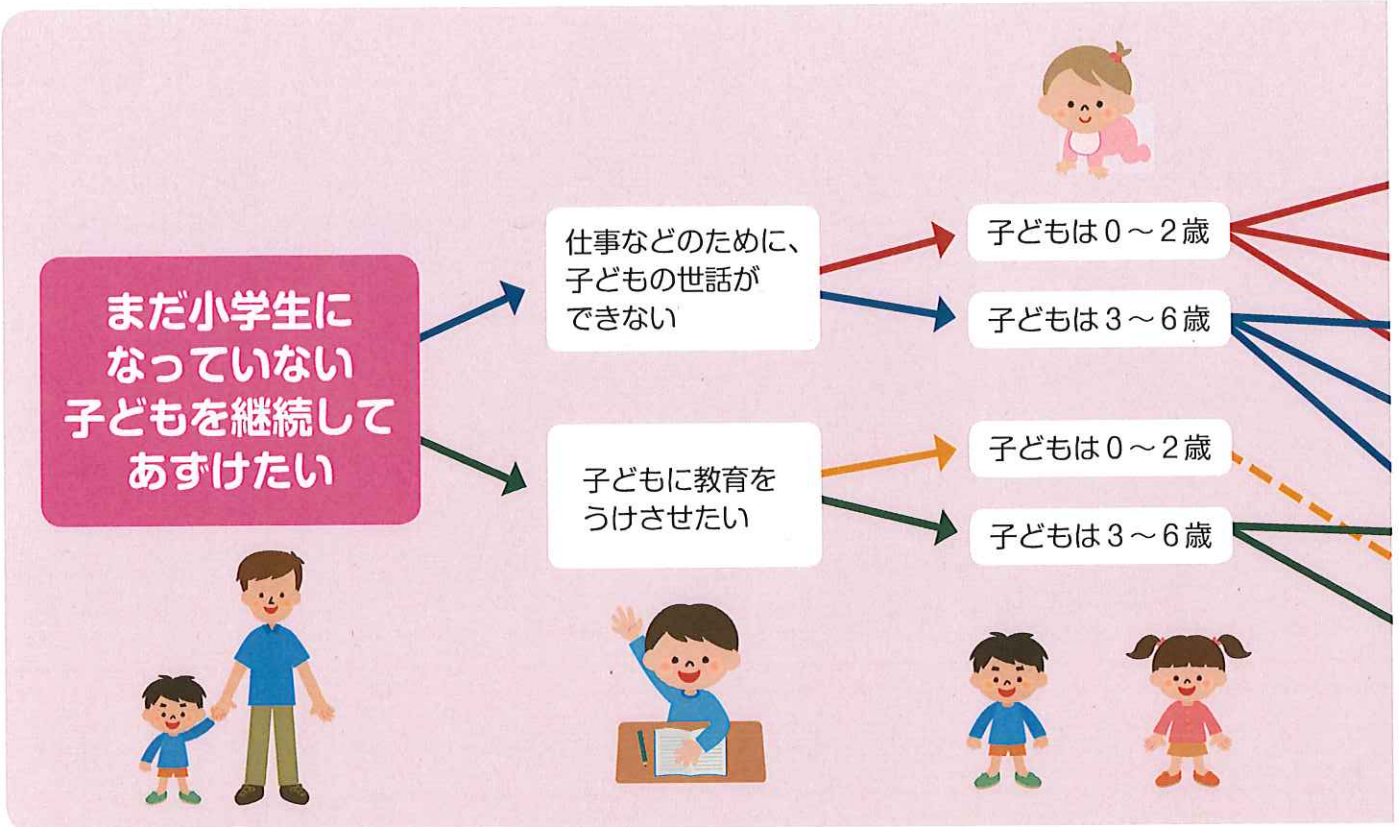 まだ小学生に
なっていない
子どもを継続して
あずけたい
仕事などのために、
子どもの世話が
できない
子どもは0～2歳
子どもは3～6歳
子どもに教育を
うけさせたい
子どもは0～2歳
子どもは3～6歳